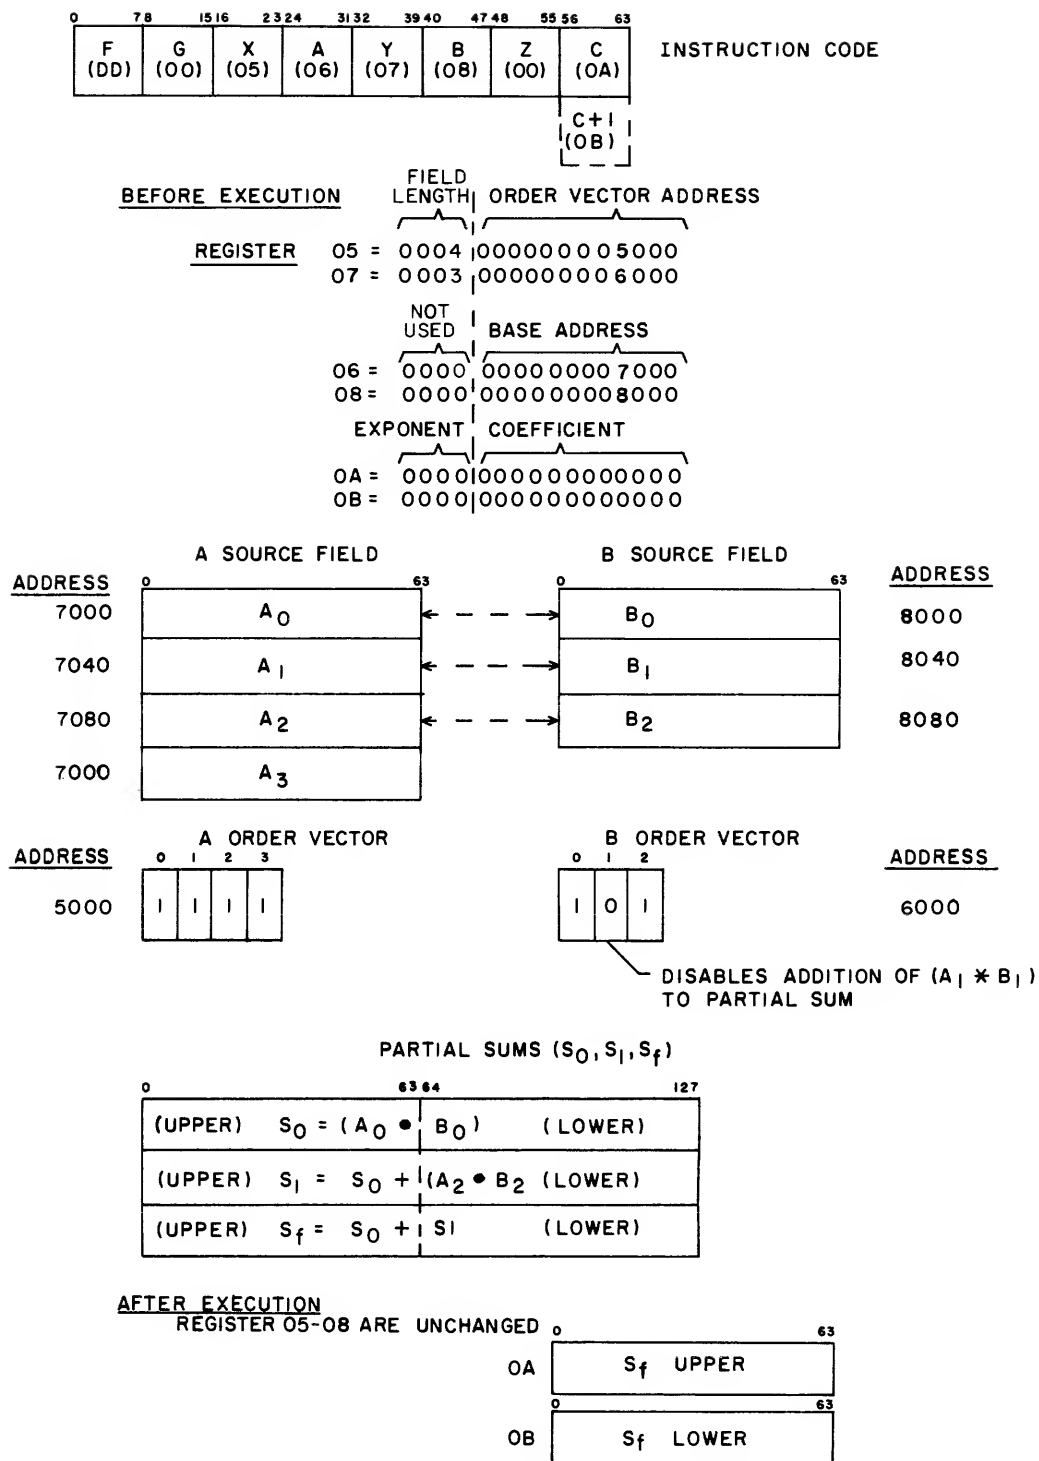 0 7 8 15 16 23 24 31 32 39 40 47 48 55 56 63
F G X A Y B Z C INSTRUCTION CODE
(DD) (00) (05) (06) (07) (08) (00) (0A)
C+1
(0B)
BEFORE EXECUTION
FIELD
LENGTH ORDER VECTOR ADDRESS
REGISTER 05 = 0004 000000005000
07 = 0003 000000006000
NOT
USED BASE ADDRESS
06 = 0000 000000007000
08 = 0000 000000008000
EXPONENT COEFFICIENT
0A = 0000 000000000000
0B = 0000 000000000000
A SOURCE FIELD B SOURCE FIELD
ADDRESS 0 63 0 63 ADDRESS
7000 A0 B0 8000
7040 A1 B1 8040
7080 A2 B2 8080
7000 A3
A ORDER VECTOR B ORDER VECTOR
ADDRESS 0 1 2 3 0 1 2 ADDRESS
5000 1 1 1 1 1 0 1 6000
DISABLES ADDITION OF (A1 * B1)
TO PARTIAL SUM
PARTIAL SUMS (S0, S1, Sf)
0 63 64 127
(UPPER) S0 = (A0 • B0) (LOWER)
(UPPER) S1 = S0 + (A2 • B2 (LOWER)
(UPPER) Sf = S0 + S1 (LOWER)
AFTER EXECUTION
REGISTER 05-08 ARE UNCHANGED
0 63
0A Sf UPPER
0 63
0B Sf LOWER